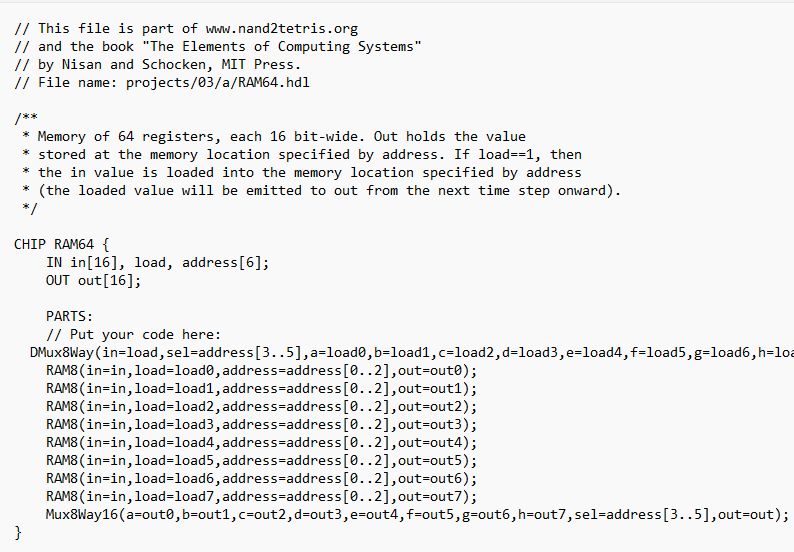 // This file is part of www.nand2tetris.org
// and the book "The Elements of Computing Systems"
// by Nisan and Schocken, MIT Press.
// File name: projects/03/a/RAM64.hdl
/**
* Memory of 64 registers, each 16 bit-wide. Out holds the value
* stored at the memory location specified by address. If load==1, then
* the in value is loaded into the memory location specified by address
* (the loaded value will be emitted to out from the next time step onward).
*/
CHIP RAM64 {
IN in[16], load, address[6];
OUT out[16];
PARTS:
// Put your code here:
DMux8Way(in=load,sel=address[3..5],a=load0,b=load1,c=load2,d=load3,e=load4,f=load5,g=load6,h=loa
RAM8(in=in,load=load0,address=address[0..2],out=out0);
RAM8(in=in,load=load1,address=address[0..2],out=out1);
RAM8(in=in,load=load2,address=address[0..2],out=out2);
RAM8(in=in,load=load3,address=address[0..2],out=out3);
RAM8(in=in,load=load4,address=address[0..2],out=out4);
RAM8(in=in,load=load5,address=address[0..2],out=out5);
RAM8(in=in,load=load6,address=address[0..2],out=out6);
RAM8(in=in,load=load7,address=address[0..2],out=out7);
Mux8Way16(a=out0,b=out1,c=out2,d=out3,e=out4,f=out5,g=out6,h=out7,sel=address[3..5],out=out);
}